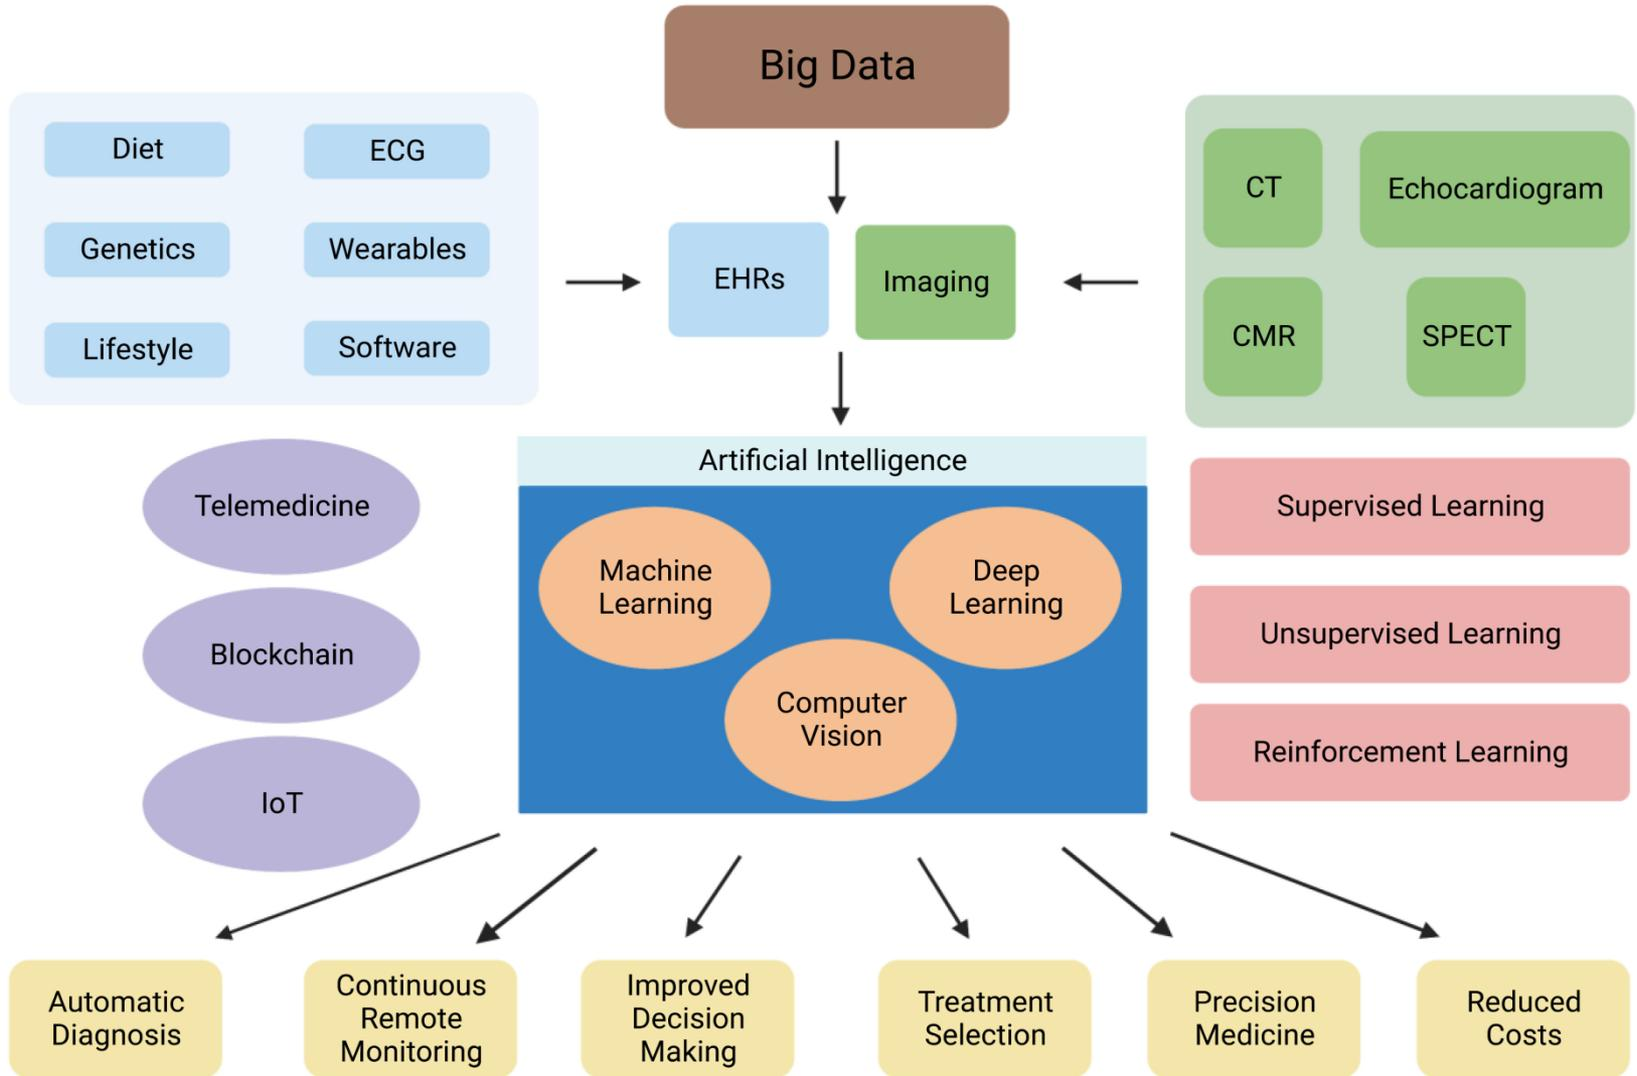 Big Data
Diet
ECG
Genetics
Wearables
Lifestyle
Software
EHRs
Imaging
CT
Echocardiogram
CMR
SPECT
Telemedicine
Blockchain
IoT
Artificial Intelligence
Machine
Learning
Deep
Learning
Computer
Vision
Supervised Learning
Unsupervised Learning
Reinforcement Learning
Automatic
Diagnosis
Continuous
Remote
Monitoring
Improved
Decision
Making
Treatment
Selection
Precision
Medicine
Reduced
Costs